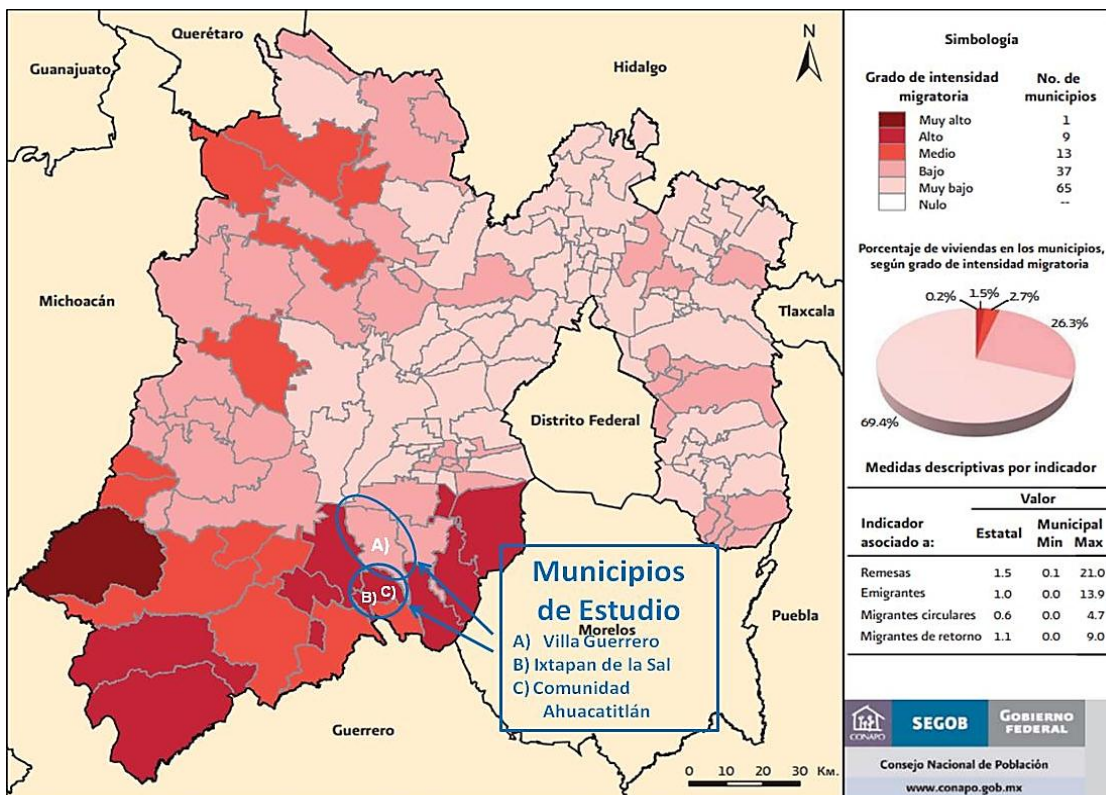 Querétaro
Guanajuato
Hidalgo
N
Michoacán
Tlaxcala
Distrito Federal
Puebla
Morelos
Guerrero
A)
B)
C)
Municipios
de Estudio
A) Villa Guerrero
B) Ixtapan de la Sal
C) Comunidad
Ahuacatitlán
0 10 20 30 Km.
Simbología
Grado de intensidad No. de
migratoria municipios
Muy alto 1
Alto 9
Medio 13
Bajo 37
Muy bajo 65
Nulo --
Porcentaje de viviendas en los municipios,
según grado de intensidad migratoria
0.2% 1.5% 2.7%
26.3%
69.4%
Medidas descriptivas por indicador
Valor
Indicador Estatal Municipal
asociado a: Min Max
Remesas 1.5 0.1 21.0
Emigrantes 1.0 0.0 13.9
Migrantes circulares 0.6 0.0 4.7
Migrantes de retorno 1.1 0.0 9.0
CONAPO
SEGOB
GOBIERNO
FEDERAL
Consejo Nacional de Población
www.conapo.gob.mx